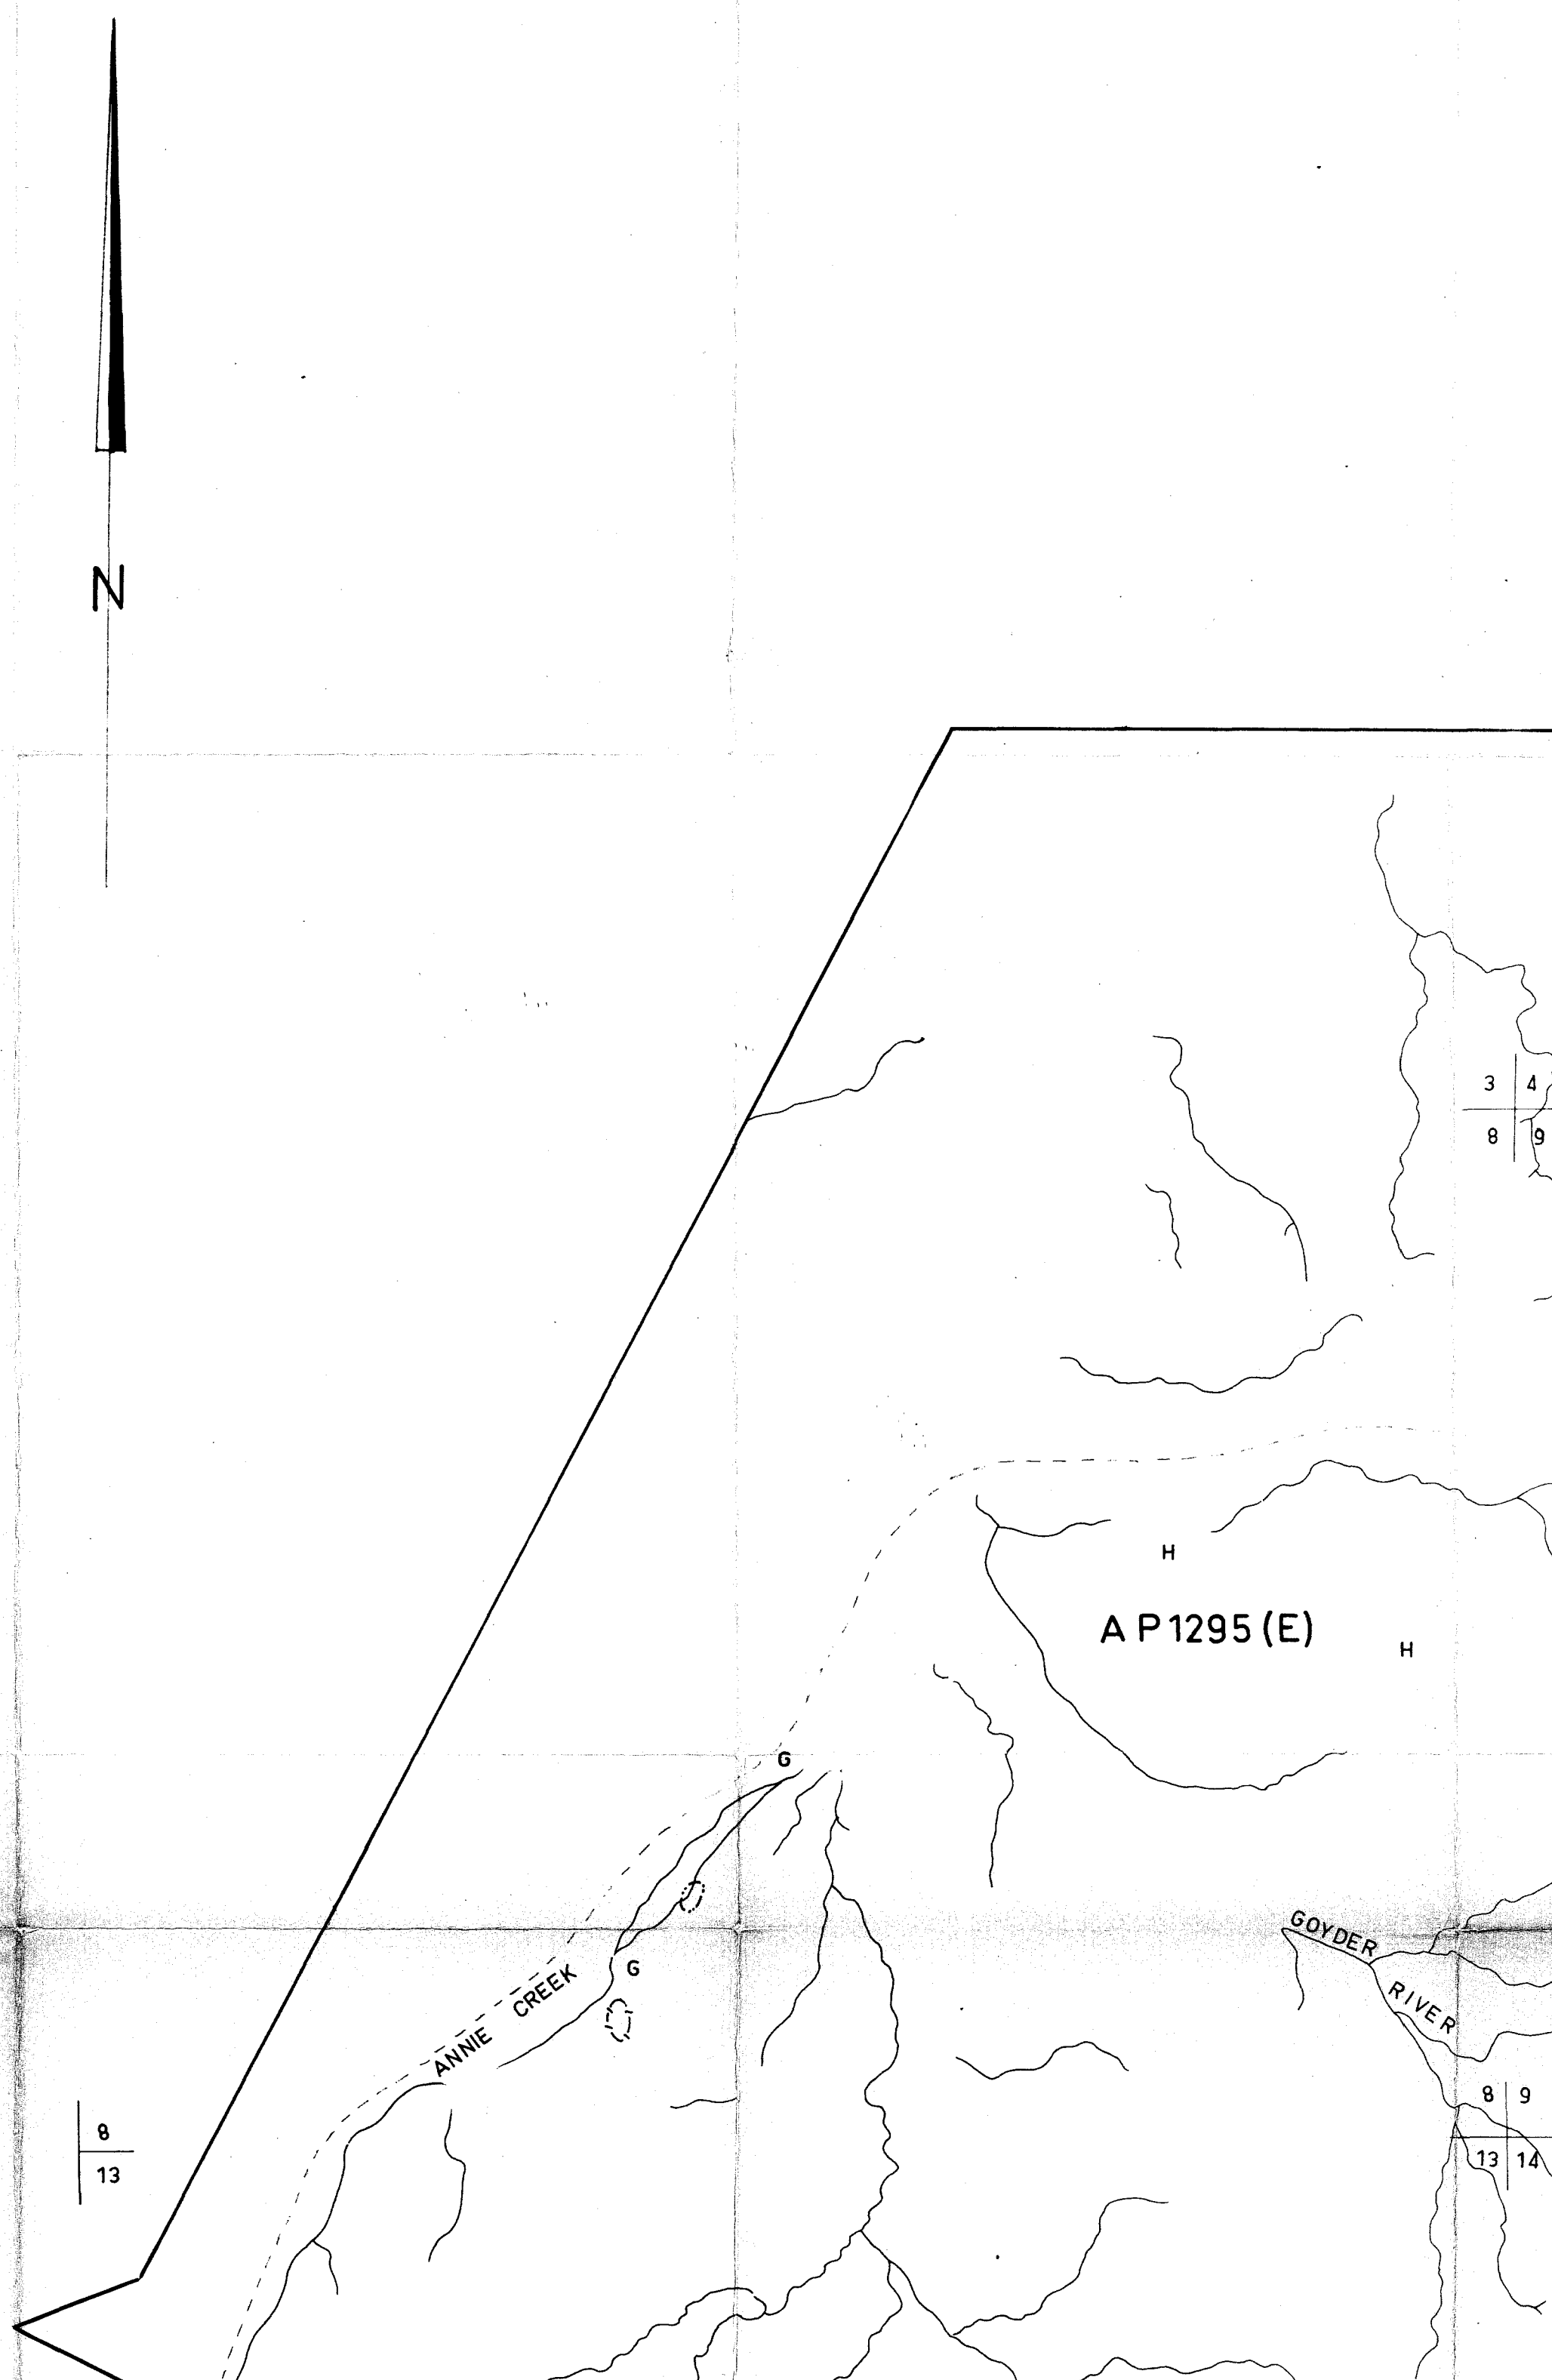 N
3 4
8 9
H
A P 1295 (E)
H
G
GOYDER
RIVER
G
ANNIE CREEK
8 9
13 14
8
13